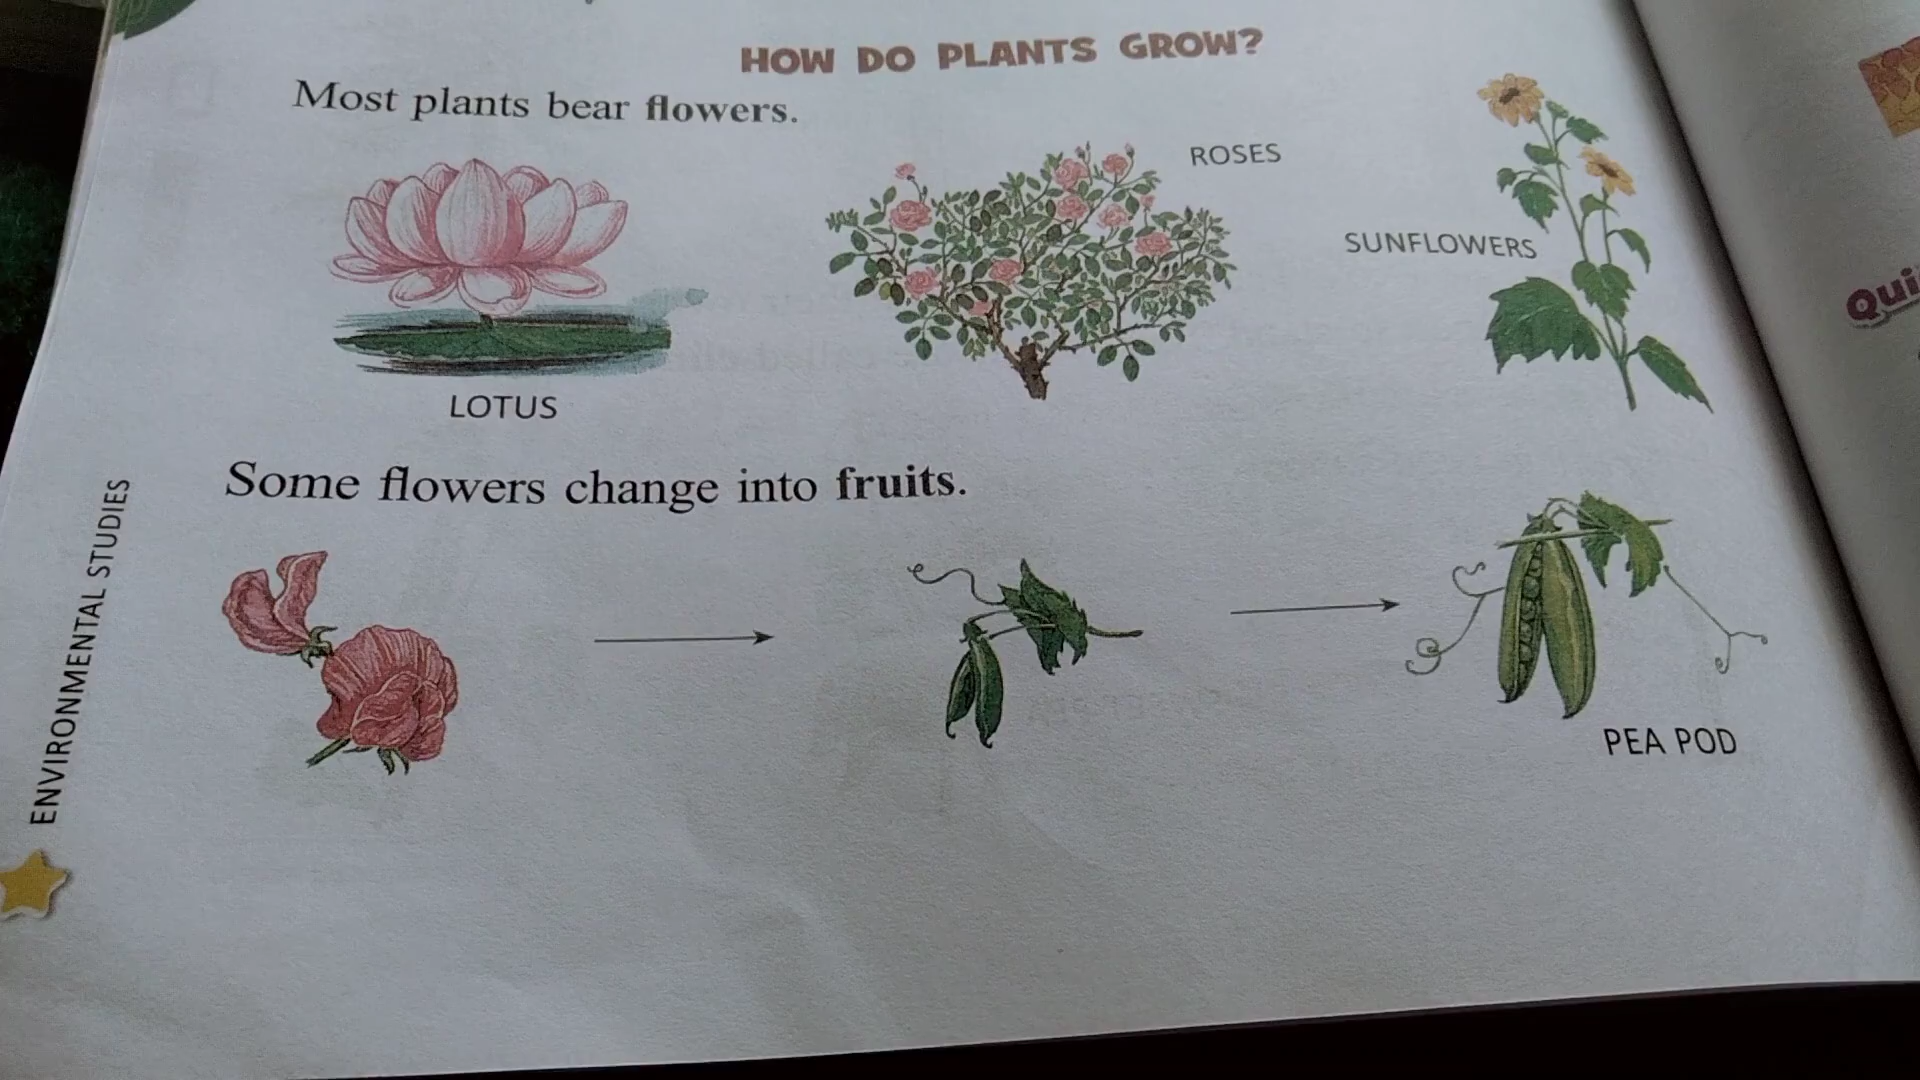 HOW DO PLANTS GROW?
Most plants bear flowers.
ROSES
SUNFLOWERS
LOTUS
Some flowers change into fruits.
PEA POD
ENVIRONMENTAL STUDIES